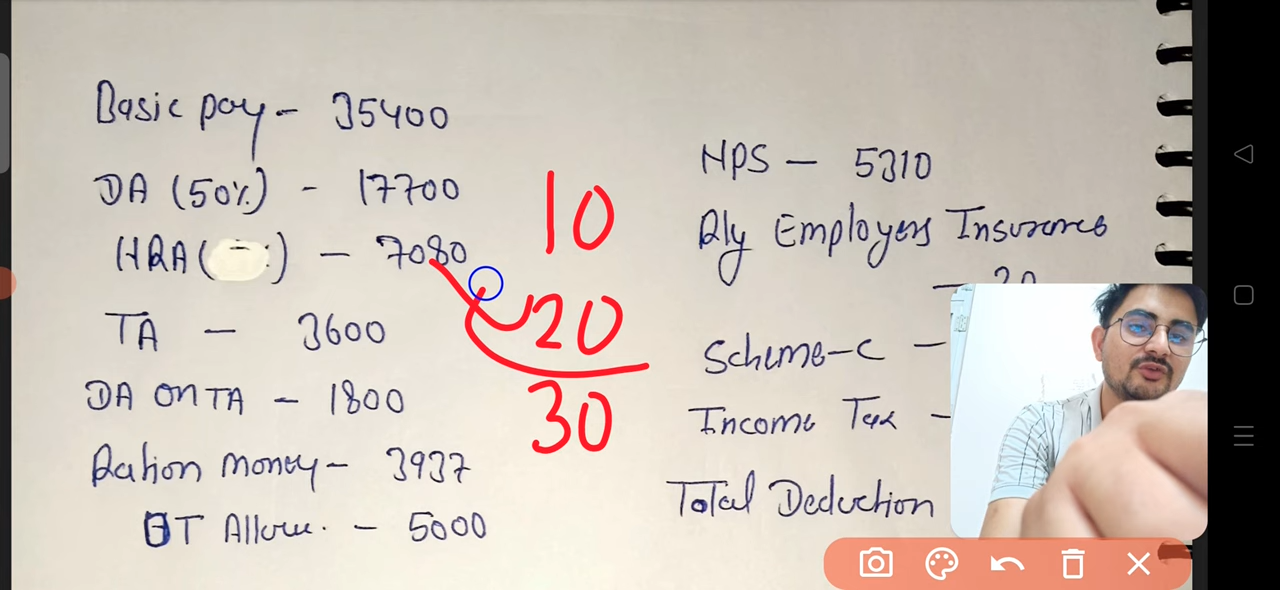 Basic pay - 35400
DA (50%) - 17700
HRA ( ) - 7080
TA - 3600
DA on TA - 1800
Ration money - 3937
OT Allow. - 5000
10
20
30
NPS - 5310
Rly Employees Insurance
Scheme-C -
Income Tax -
Total Deduction